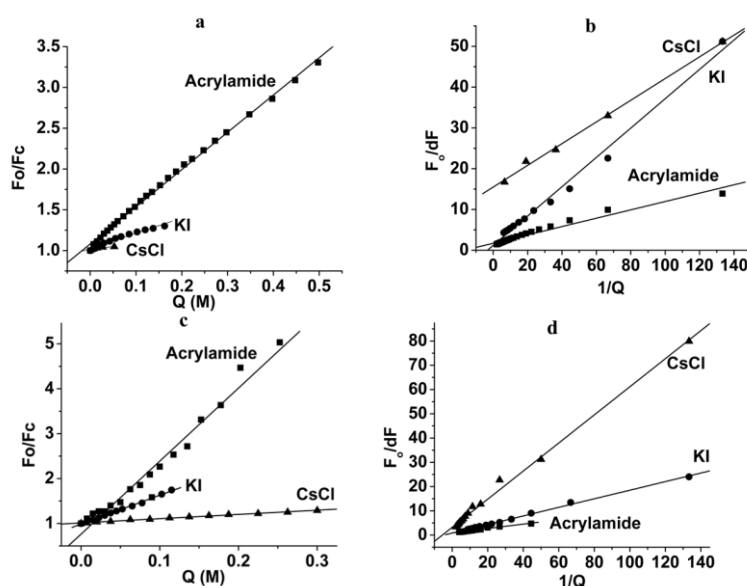 a
3.5
3.0
2.5
2.0
1.5
1.0
Fo/Fc
Acrylamide
KI
CsCl
0.0 0.1 0.2 0.3 0.4 0.5
Q (M)
b
50
40
30
20
10
0
F₀/dF
CsCl
KI
Acrylamide
0 20 40 60 80 100 120 140
1/Q
c
5
4
3
2
1
0
Fo/Fc
Acrylamide
KI
CsCl
0.0 0.1 0.2 0.3
Q (M)
d
80
70
60
50
40
30
20
10
0
F₀/dF
CsCl
KI
Acrylamide
0 20 40 60 80 100 120 140
1/Q